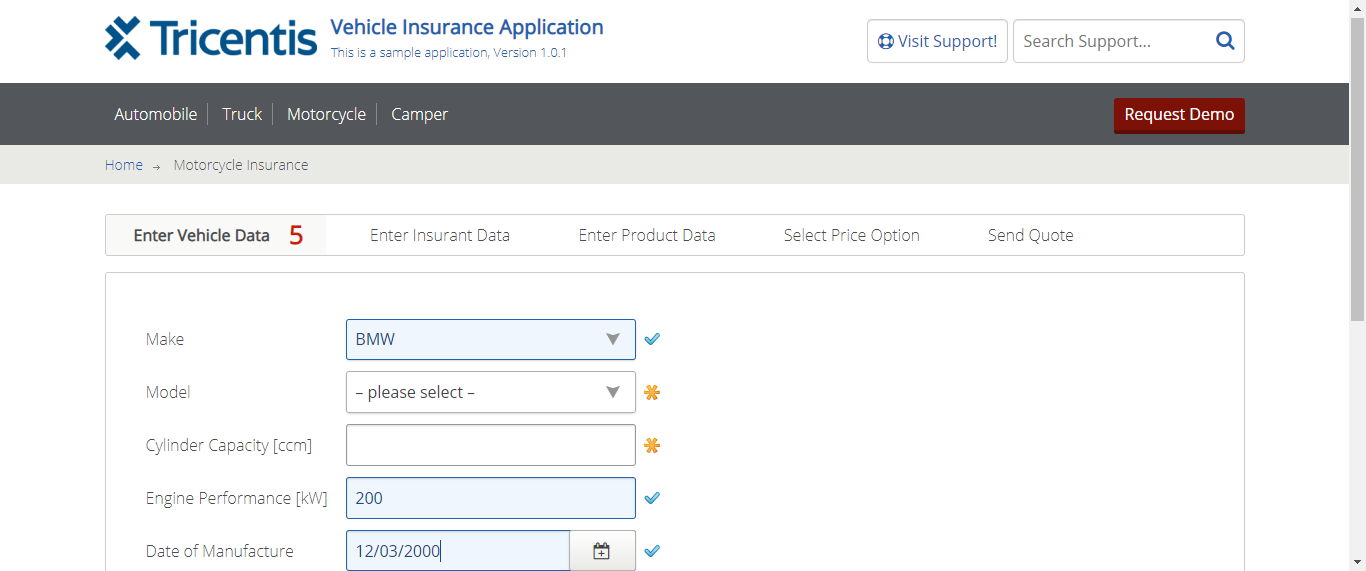 Tricentis
Vehicle Insurance Application
This is a sample application, Version 1.0.1
Visit Support!
Search Support...
Automobile
Truck
Motorcycle
Camper
Request Demo
Home → Motorcycle Insurance
Enter Vehicle Data 5
Enter Insurant Data
Enter Product Data
Select Price Option
Send Quote
Make
BMW
Model
– please select –
Cylinder Capacity [ccm]
Engine Performance [kW]
200
Date of Manufacture
12/03/2000